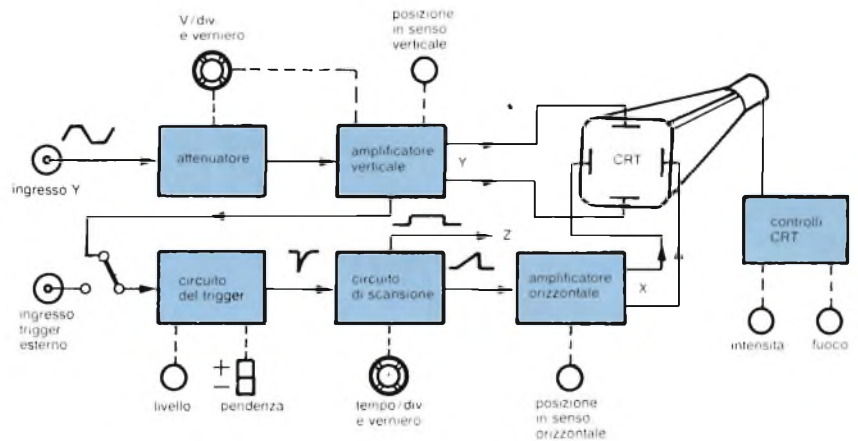 V/div.
e verniero
posizione
in senso
verticale
ingresso Y
attenuatore
amplificatore
verticale
Y
CRT
controlli
CRT
intensità
fuoco
ingresso
trigger
esterno
circuito
del trigger
circuito
di scansione
Z
amplificatore
orizzontale
X
+
−
livello
pendenza
tempo/div
e verniero
posizione
in senso
orizzontale